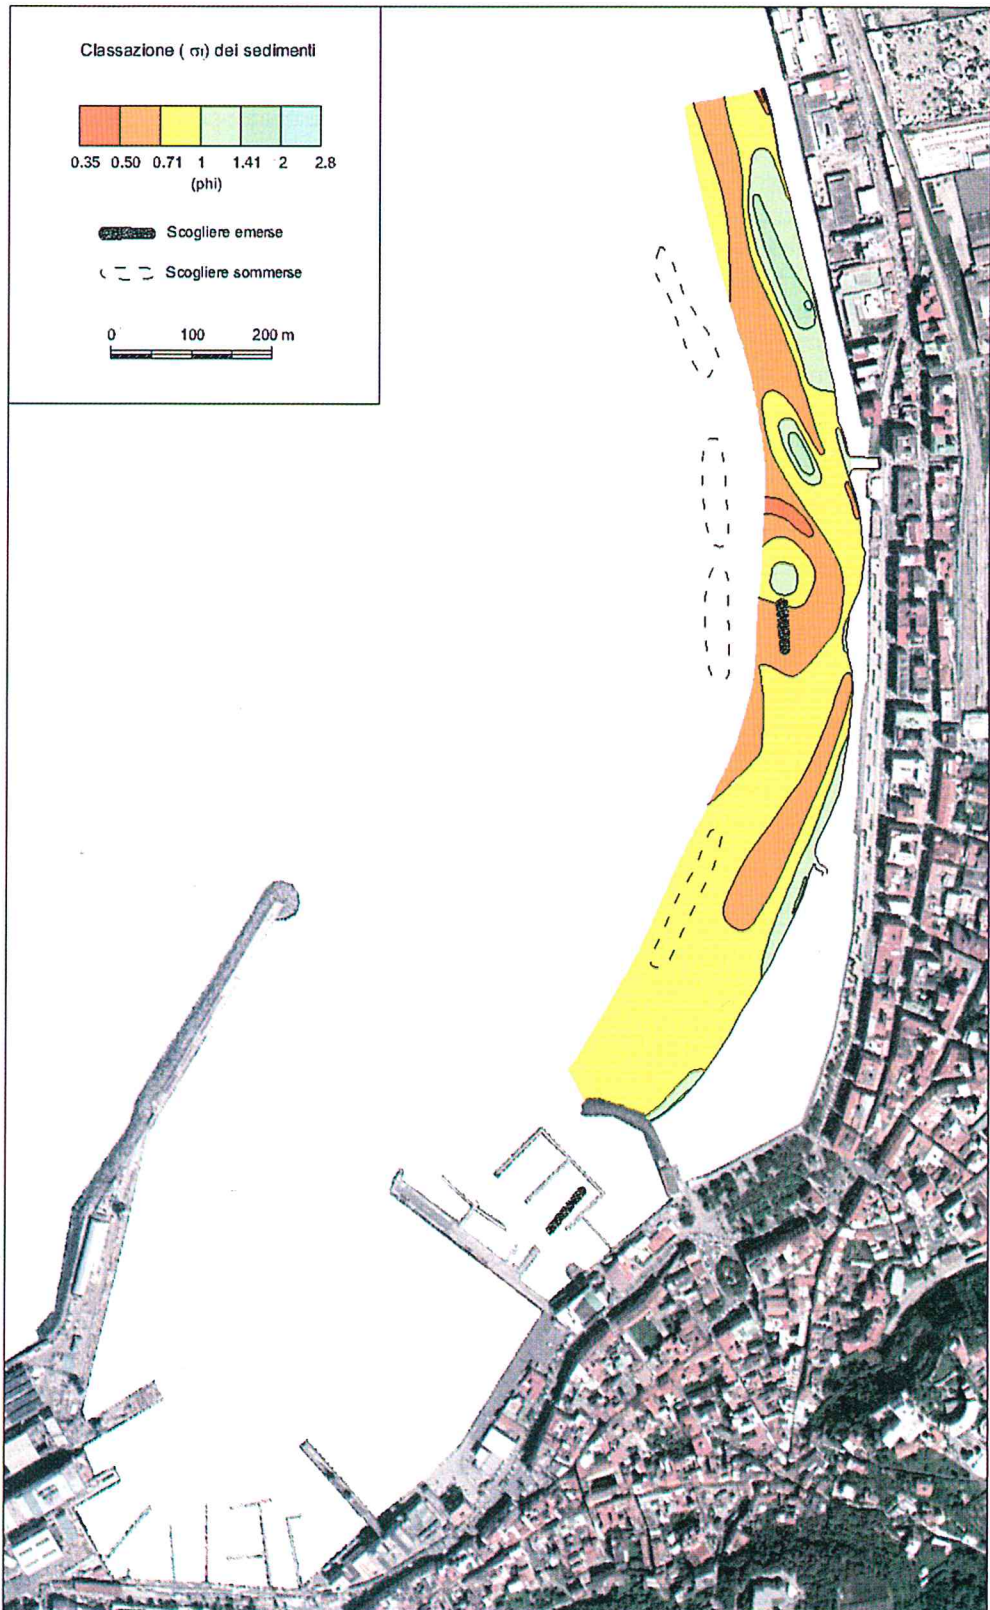 Classazione ( σı) dei sedimenti
0.35 0.50 0.71 1 1.41 2 2.8
(phi)
Scogliere emerse
Scogliere sommerse
0 100 200 m